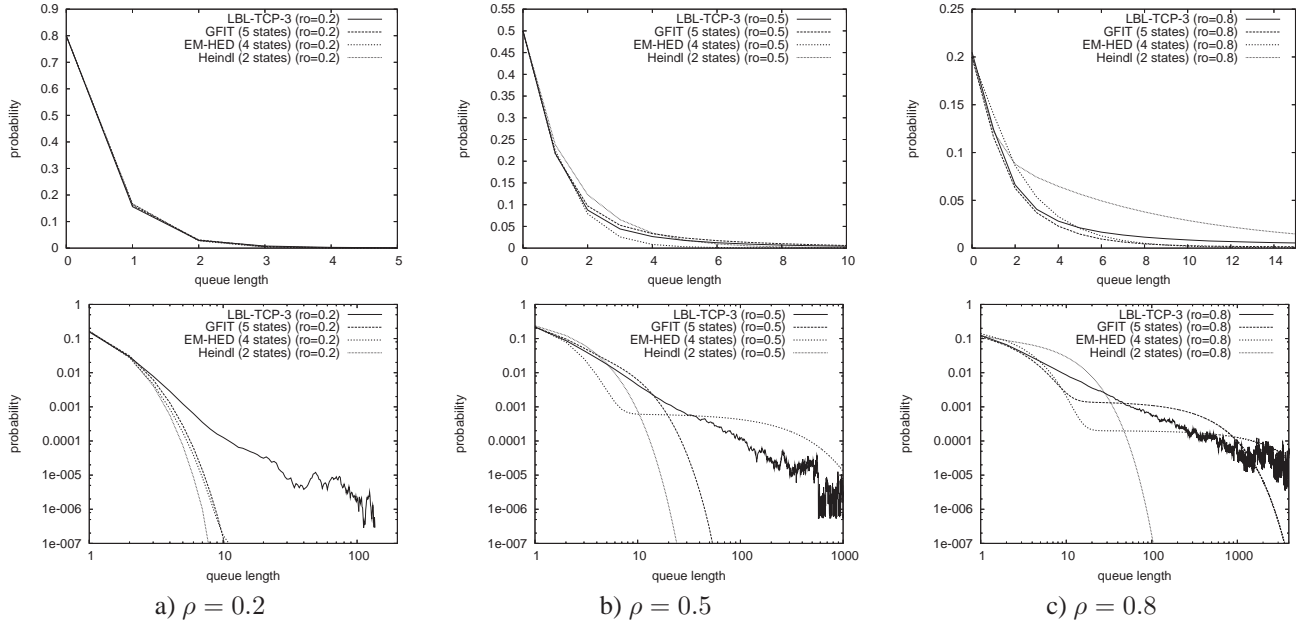 0.9
0.8
0.7
0.6
0.5
0.4
0.3
0.2
0.1
0
0 1 2 3 4 5
probability
queue length
LBL-TCP-3 (ro=0.2)
GFIT (5 states) (ro=0.2)
EM-HED (4 states) (ro=0.2)
Heindl (2 states) (ro=0.2)
0.55
0.5
0.45
0.4
0.35
0.3
0.25
0.2
0.15
0.1
0.05
0
0 2 4 6 8 10
probability
queue length
LBL-TCP-3 (ro=0.5)
GFIT (5 states) (ro=0.5)
EM-HED (4 states) (ro=0.5)
Heindl (2 states) (ro=0.5)
0.25
0.2
0.15
0.1
0.05
0
0 2 4 6 8 10 12 14
probability
queue length
LBL-TCP-3 (ro=0.8)
GFIT (5 states) (ro=0.8)
EM-HED (4 states) (ro=0.8)
Heindl (2 states) (ro=0.8)
1
0.1
0.01
0.001
0.0001
1e-005
1e-006
1e-007
1 10 100
probability
queue length
LBL-TCP-3 (ro=0.2)
GFIT (5 states) (ro=0.2)
EM-HED (4 states) (ro=0.2)
Heindl (2 states) (ro=0.2)
1
0.1
0.01
0.001
0.0001
1e-005
1e-006
1e-007
1 10 100 1000
probability
queue length
LBL-TCP-3 (ro=0.5)
GFIT (5 states) (ro=0.5)
EM-HED (4 states) (ro=0.5)
Heindl (2 states) (ro=0.5)
1
0.1
0.01
0.001
0.0001
1e-005
1e-006
1e-007
1 10 100 1000
probability
queue length
LBL-TCP-3 (ro=0.8)
GFIT (5 states) (ro=0.8)
EM-HED (4 states) (ro=0.8)
Heindl (2 states) (ro=0.8)
a) ρ = 0.2
b) ρ = 0.5
c) ρ = 0.8